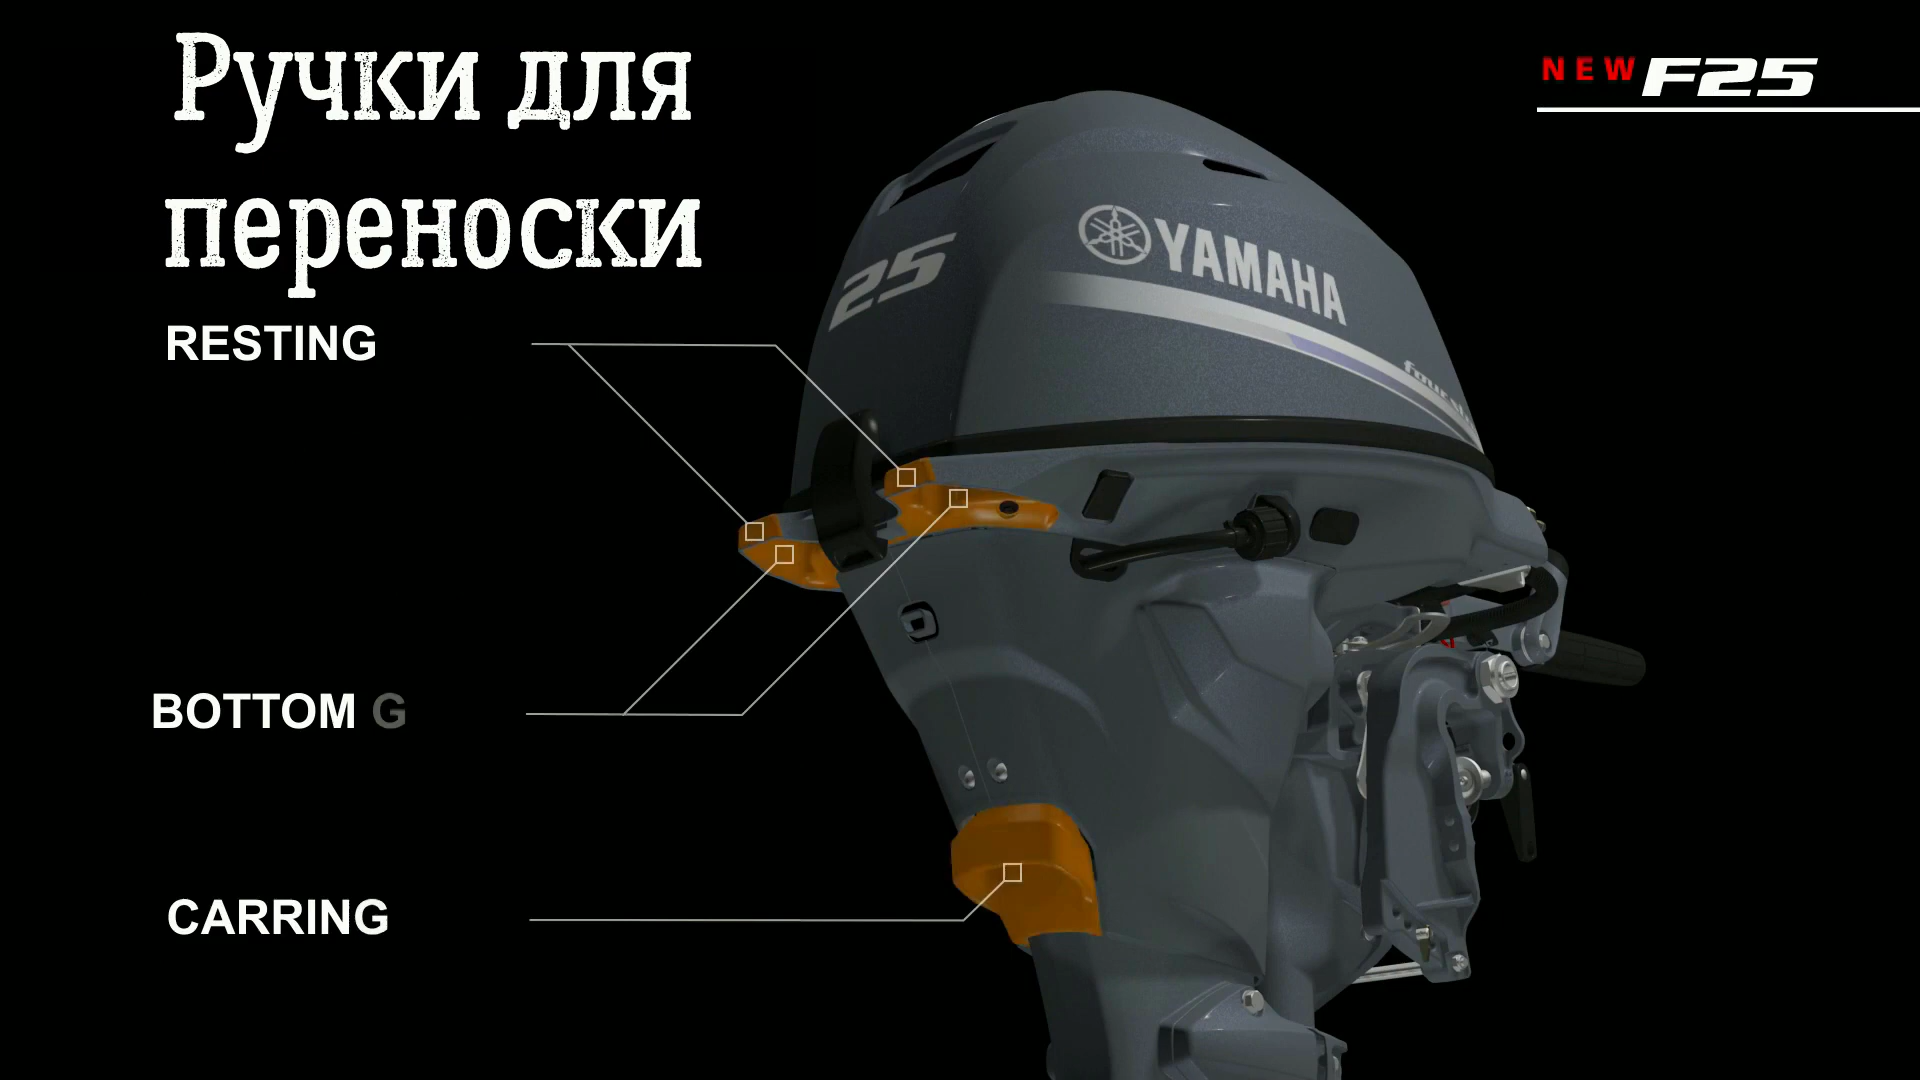 Ручки для
переноски
NEW F25
25
YAMAHA
RESTING
BOTTOM G
CARRING